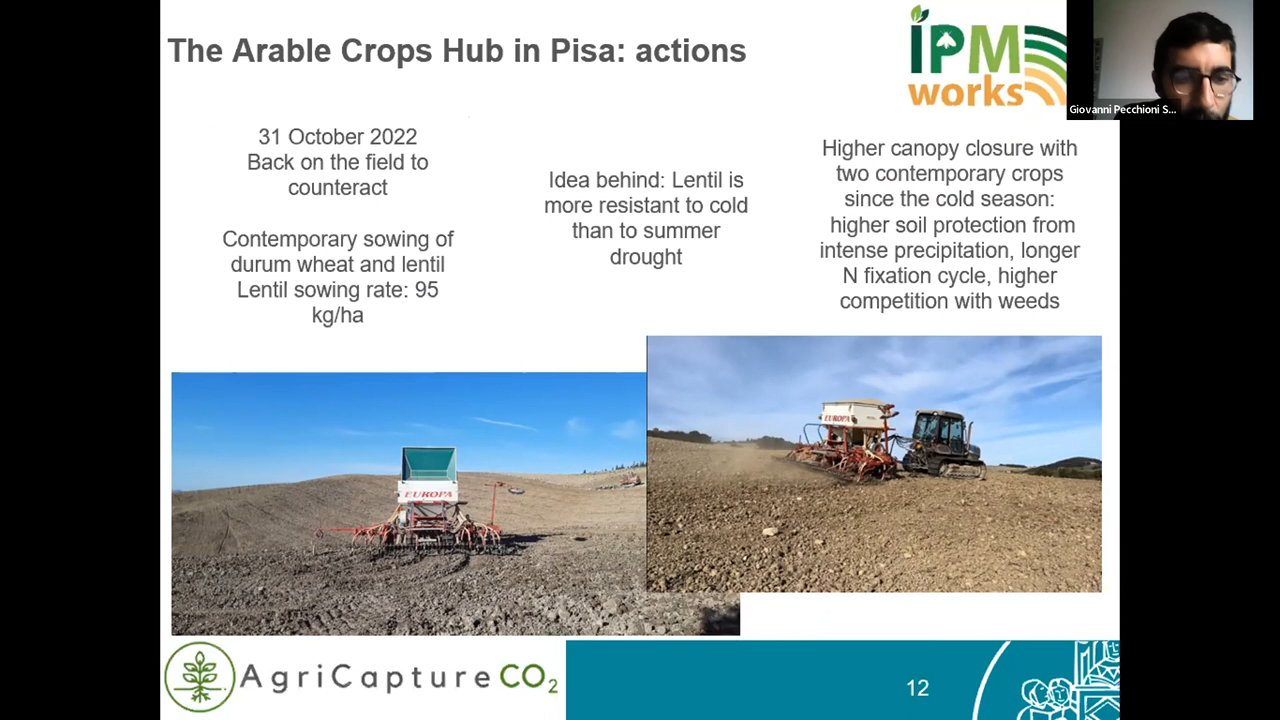 The Arable Crops Hub in Pisa: actions
iPM
works
Giovanni Pecchioni S...
31 October 2022
Back on the field to
counteract
Contemporary sowing of
durum wheat and lentil
Lentil sowing rate: 95
kg/ha
Idea behind: Lentil is
more resistant to cold
than to summer
drought
Higher canopy closure with
two contemporary crops
since the cold season:
higher soil protection from
intense precipitation, longer
N fixation cycle, higher
competition with weeds
EUROPA
EUROPA
AgriCapture CO2
12